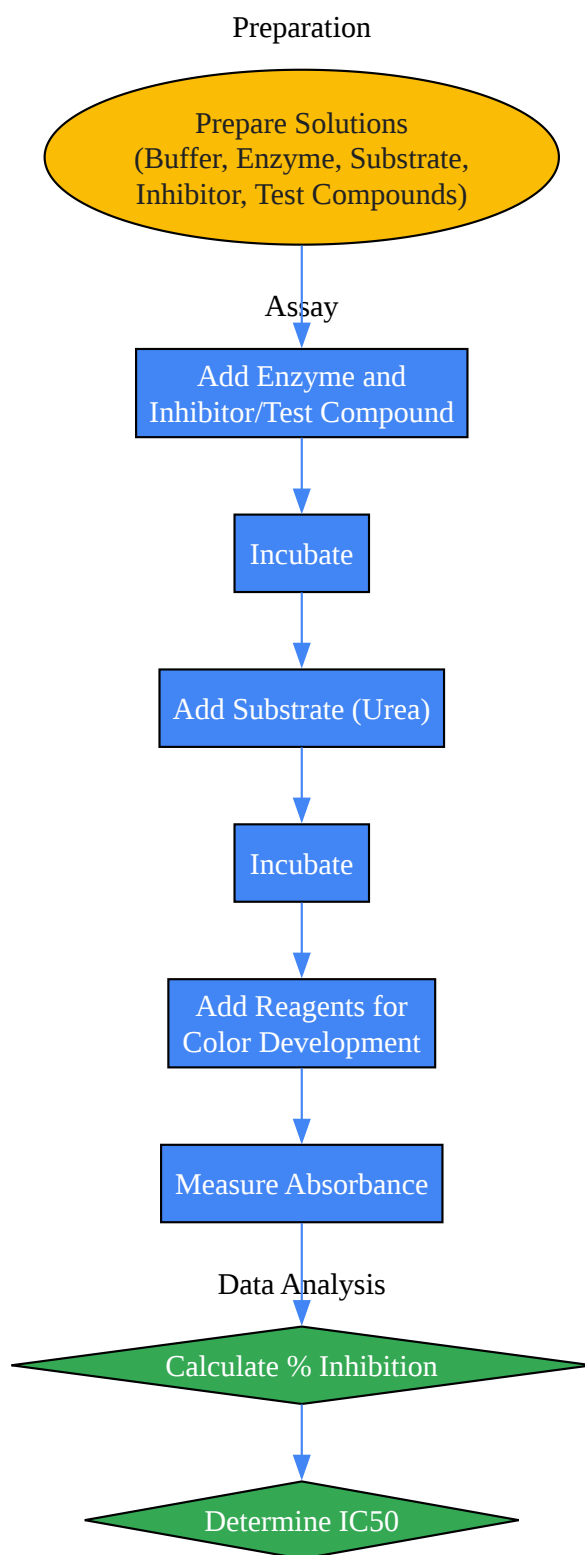 Preparation
Prepare Solutions
(Buffer, Enzyme, Substrate,
Inhibitor, Test Compounds)
Assay
Add Enzyme and
Inhibitor/Test Compound
Incubate
Add Substrate (Urea)
Incubate
Add Reagents for
Color Development
Measure Absorbance
Data Analysis
Calculate % Inhibition
Determine IC50